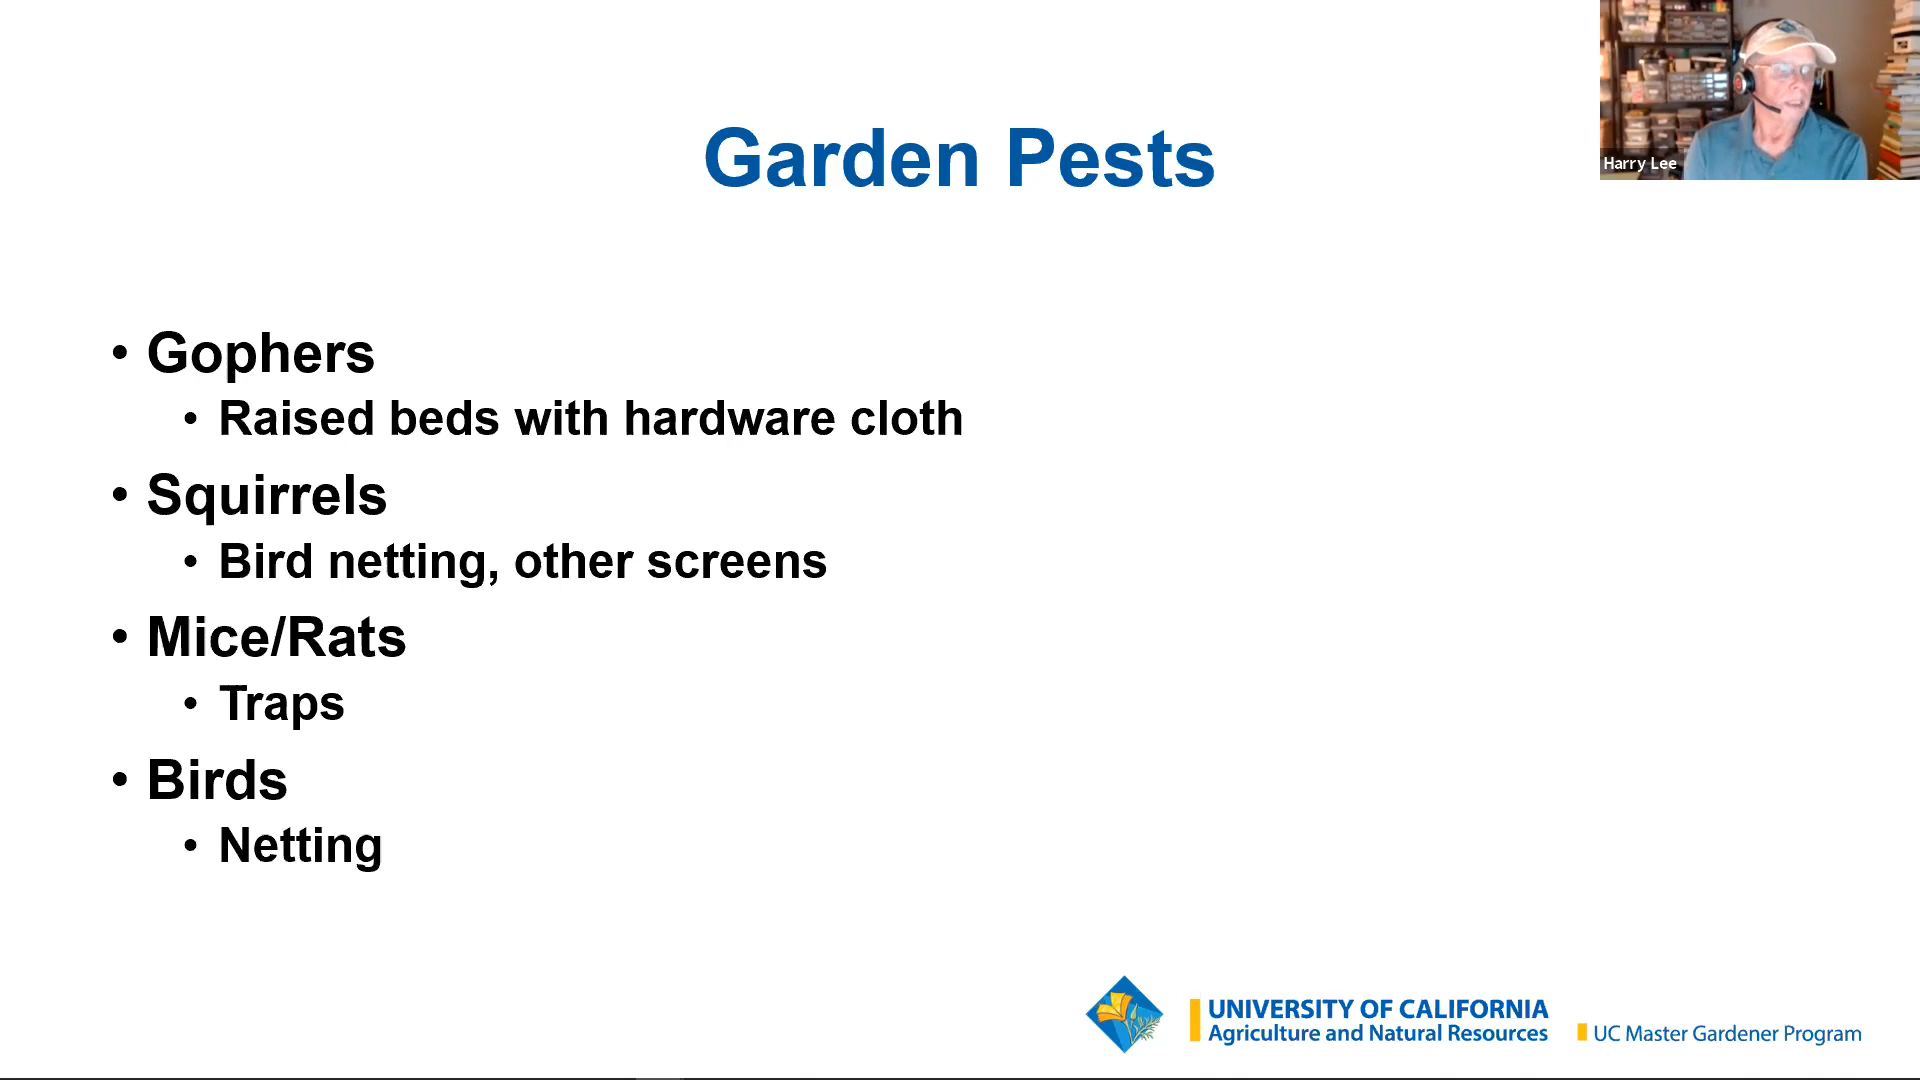 Garden Pests
Harry Lee
• Gophers
• Raised beds with hardware cloth
• Squirrels
• Bird netting, other screens
• Mice/Rats
• Traps
• Birds
• Netting
UNIVERSITY OF CALIFORNIA
Agriculture and Natural Resources
UC Master Gardener Program